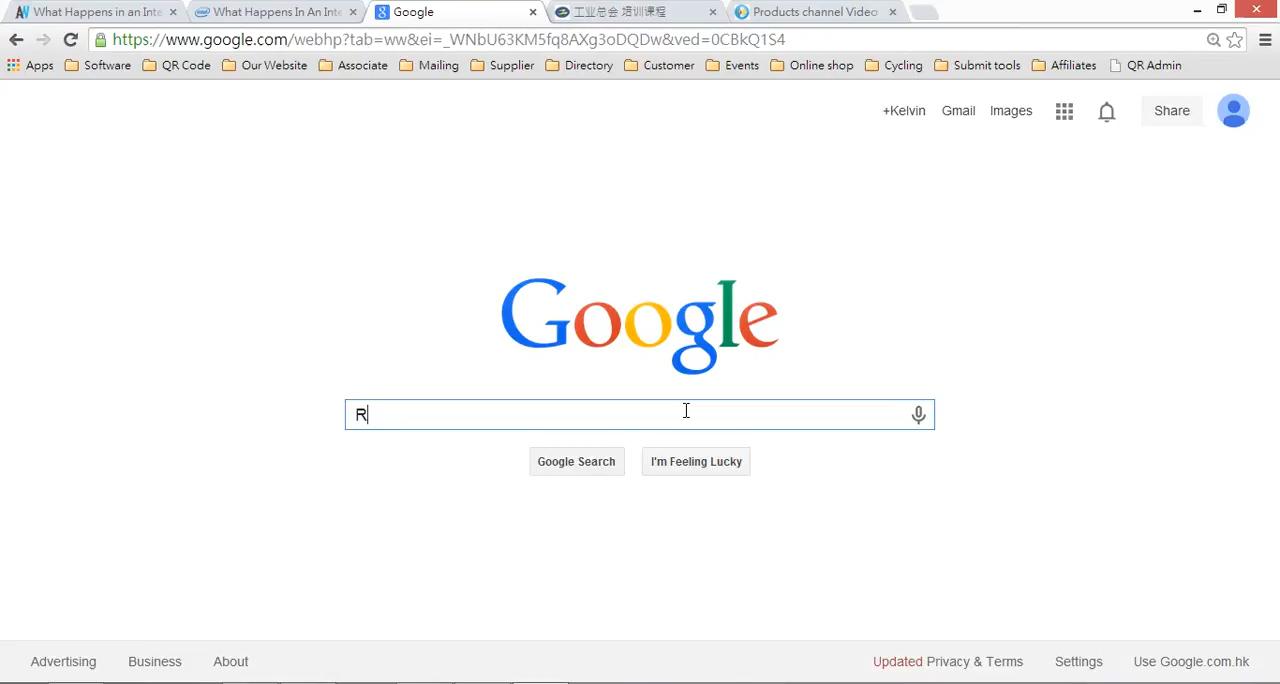 What Happens in an Inte
What Happens In An Inte
Google
工业总会 培训课程
Products channel Video
https://www.google.com/webhp?tab=ww&ei=_WNbU63KM5fq8AXg3oDQDw&ved=0CBkQ1S4
Apps Software QR Code Our Website Associate Mailing Supplier Directory Customer Events Online shop Cycling Submit tools Affiliates QR Admin
+Kelvin Gmail Images Share
Google
R
Google Search I'm Feeling Lucky
Advertising Business About Updated Privacy & Terms Settings Use Google.com.hk